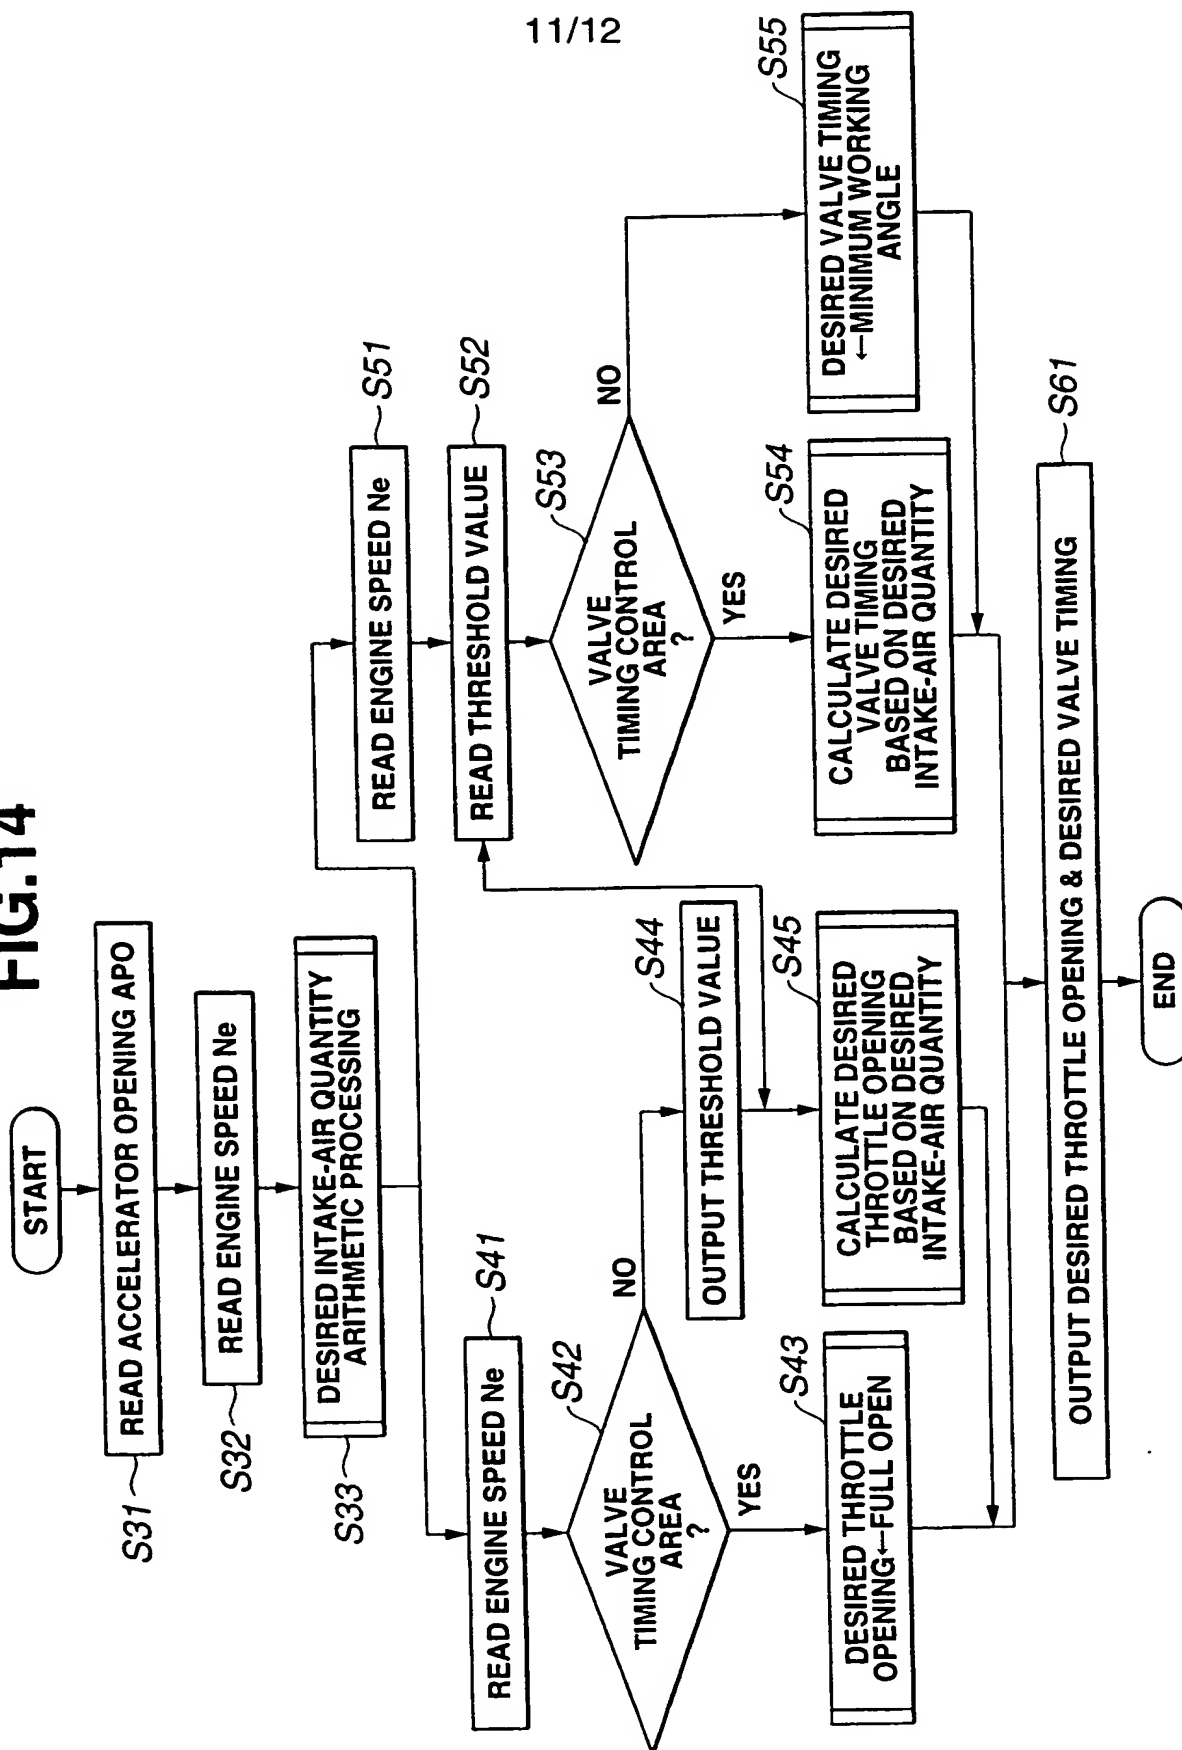 11/12
FIG.14
START
READ ACCELERATOR OPENING APO
S31
READ ENGINE SPEED Ne
S32
DESIRED INTAKE-AIR QUANTITY
ARITHMETIC PROCESSING
S33
READ ENGINE SPEED Ne
S41
VALVE
TIMING CONTROL
AREA
?
S42
YES
NO
DESIRED THROTTLE
OPENING←FULL OPEN
S43
OUTPUT THRESHOLD VALUE
S44
CALCULATE DESIRED
THROTTLE OPENING
BASED ON DESIRED
INTAKE-AIR QUANTITY
S45
READ ENGINE SPEED Ne
S51
READ THRESHOLD VALUE
S52
VALVE
TIMING CONTROL
AREA
?
S53
YES
NO
CALCULATE DESIRED
VALVE TIMING
BASED ON DESIRED
INTAKE-AIR QUANTITY
S54
DESIRED VALVE TIMING
←MINIMUM WORKING
ANGLE
S55
OUTPUT DESIRED THROTTLE OPENING & DESIRED VALVE TIMING
S61
END